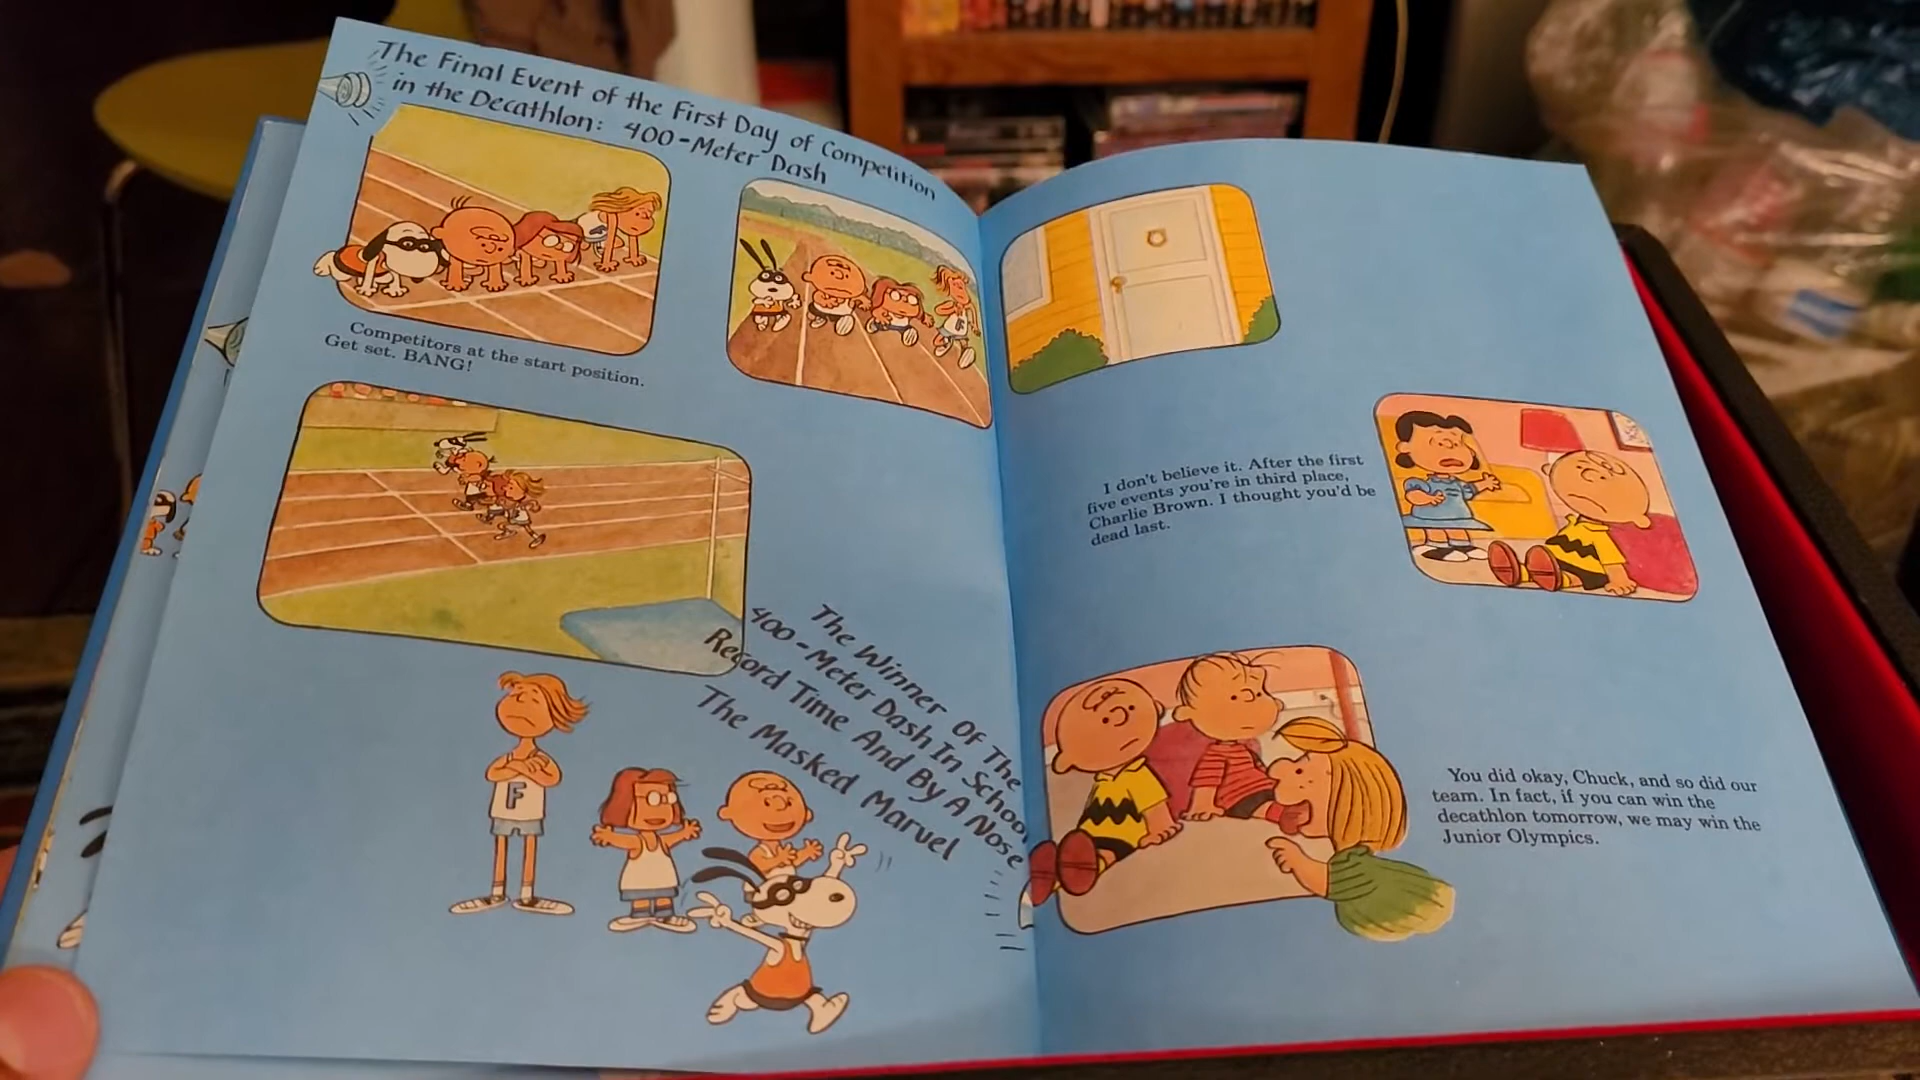 The Final Event of the First Day of Competition
in the Decathlon: 400-Meter Dash
Competitors at the start position.
Get set. BANG!
The Winner Of The
400-Meter Dash In School
Record Time And By A Nose
The Masked Marvel
F
I don't believe it. After the first
five events you're in third place,
Charlie Brown. I thought you'd be
dead last.
You did okay, Chuck, and so did our
team. In fact, if you can win the
decathlon tomorrow, we may win the
Junior Olympics.